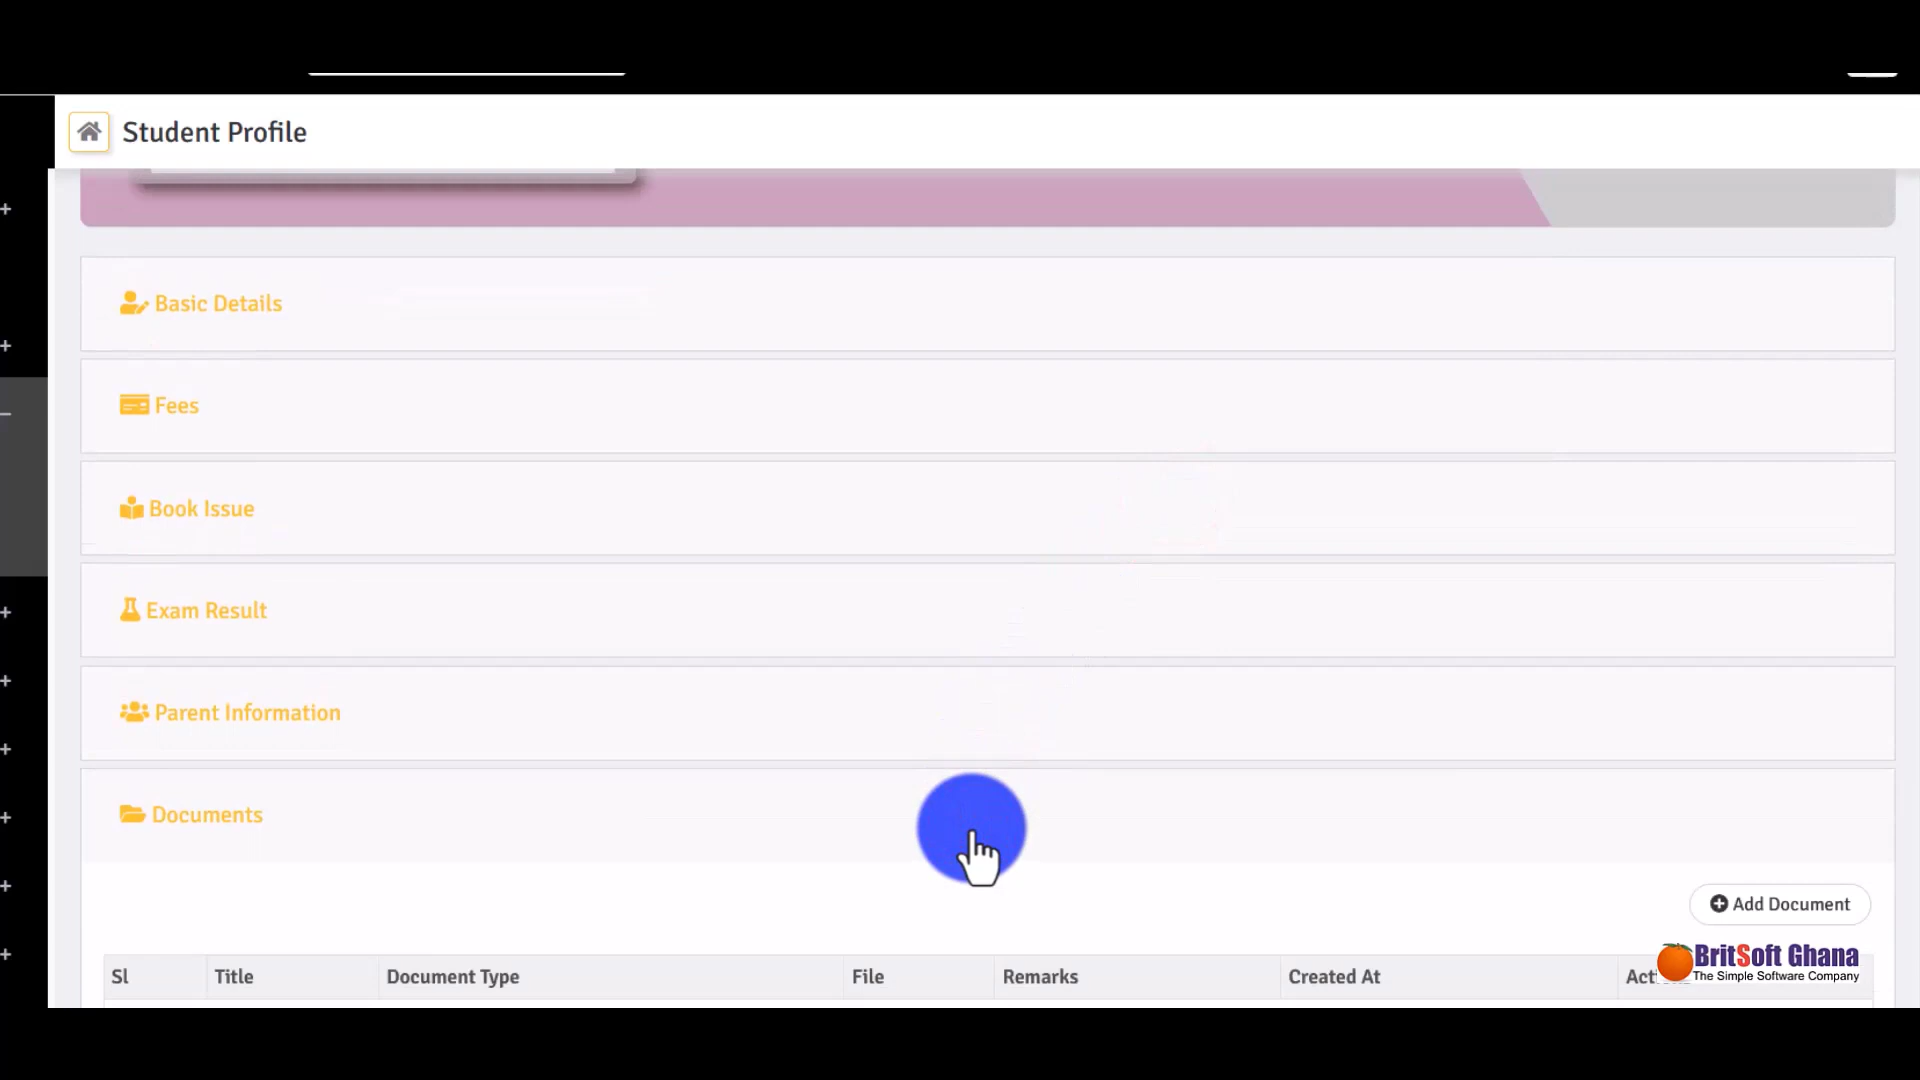 Student Profile
Basic Details
Fees
Book Issue
Exam Result
Parent Information
Documents
Add Document
Sl Title Document Type File Remarks Created At
BritSoft Ghana
The Simple Software Company